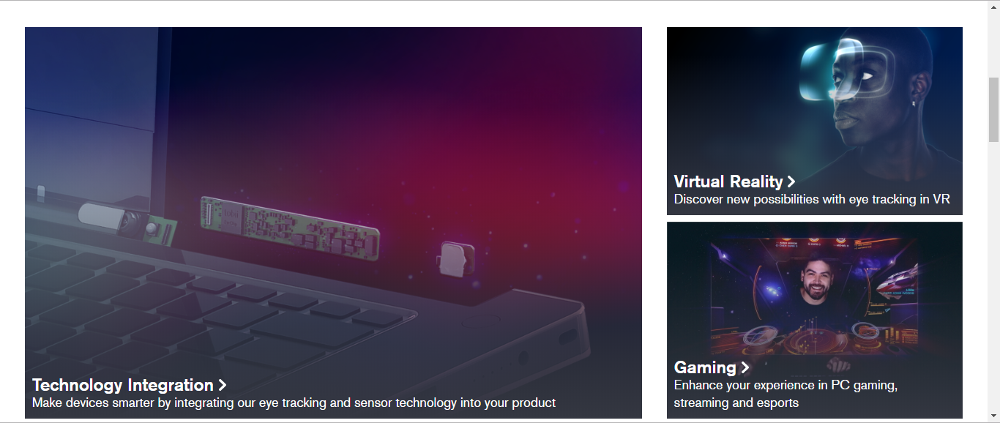 tobii
Technology Integration
Make devices smarter by integrating our eye tracking and sensor technology into your product
Virtual Reality
Discover new possibilities with eye tracking in VR
Gaming
Enhance your experience in PC gaming,
streaming and esports